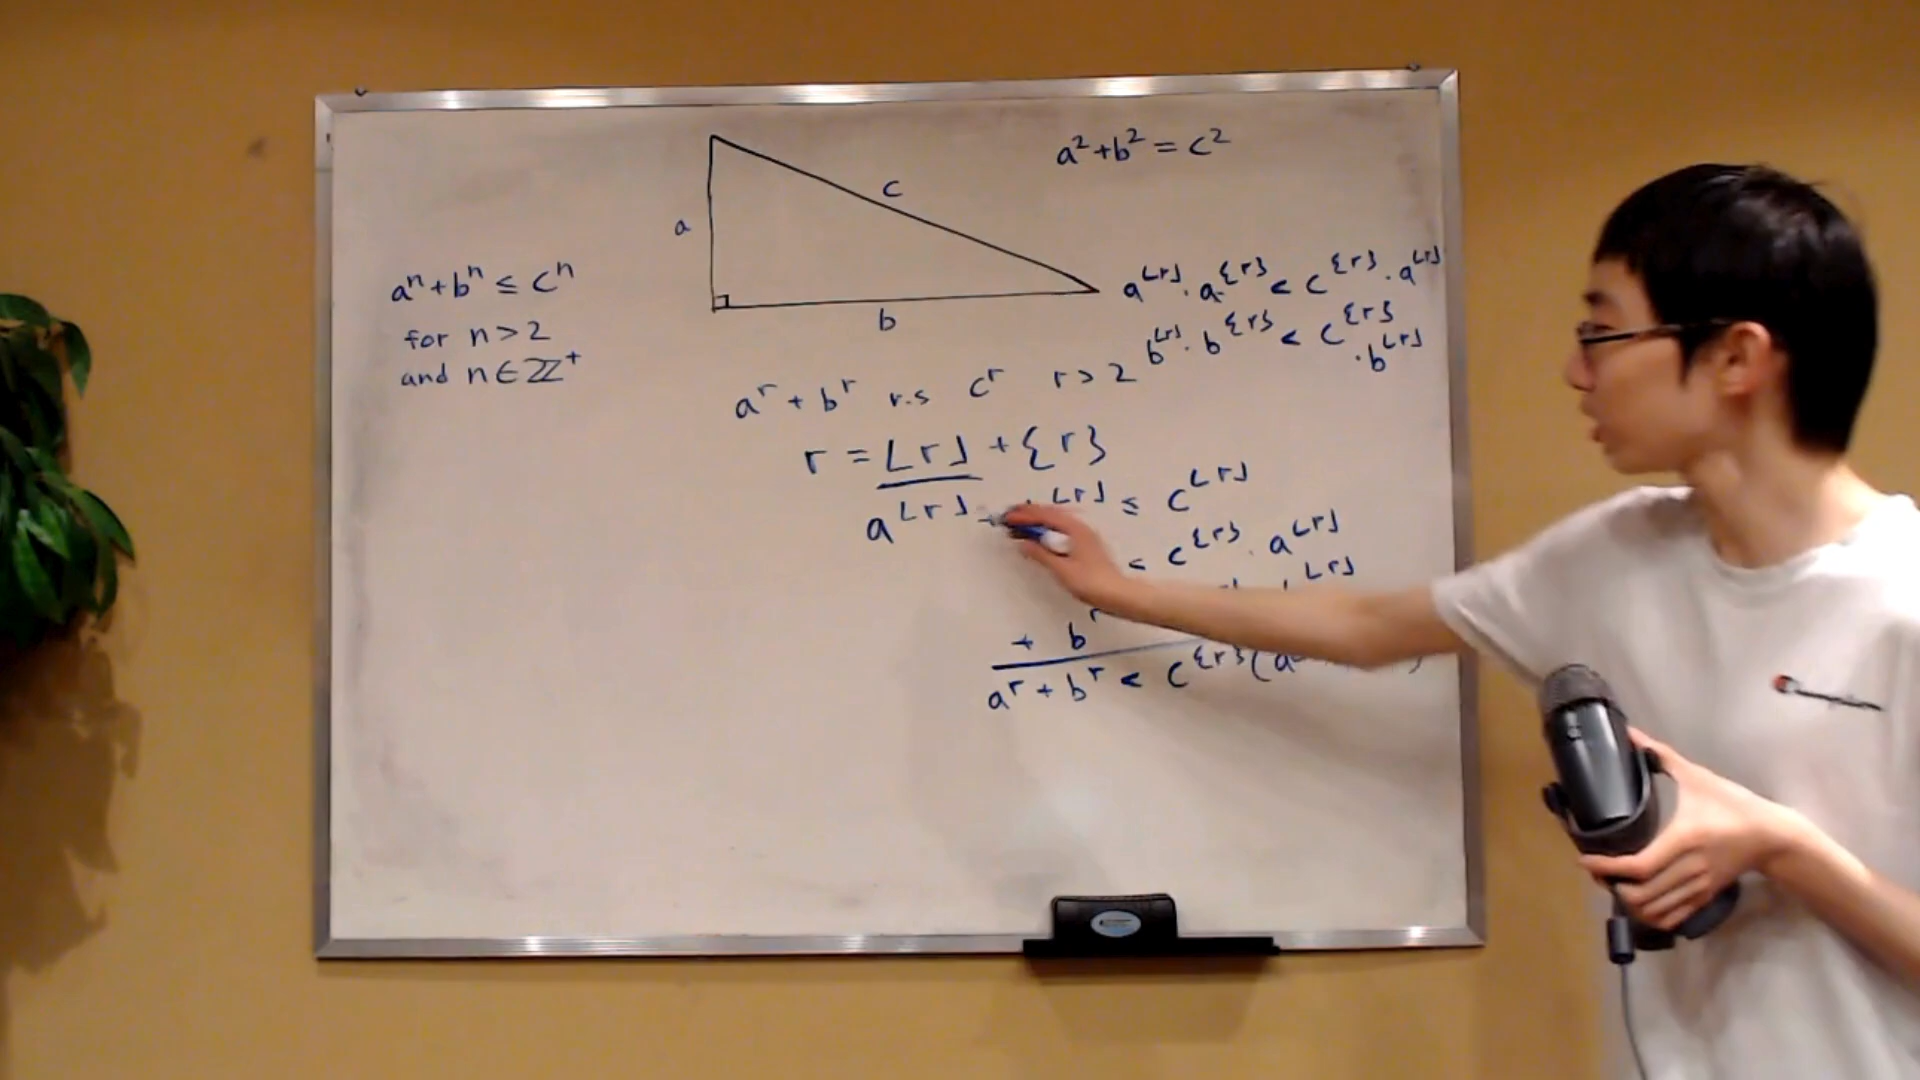 a² + b² = c²
a
c
b
aⁿ + bⁿ ≤ cⁿ
for n > 2
and n ∈ ℤ⁺
a^⌊r⌋ · a^{r} < c^{r} · a^⌊r⌋
b^⌊r⌋ · b^{r} < c^{r} · b^⌊r⌋
a^r + b^r v.s c^r r > 2
r = ⌊r⌋ + {r}
a^⌊r⌋ + ^⌊r⌋ ≤ c^⌊r⌋
< c^{r} · a^⌊r⌋
^⌊r⌋
+ b^r
a^r + b^r < c^{r} (a